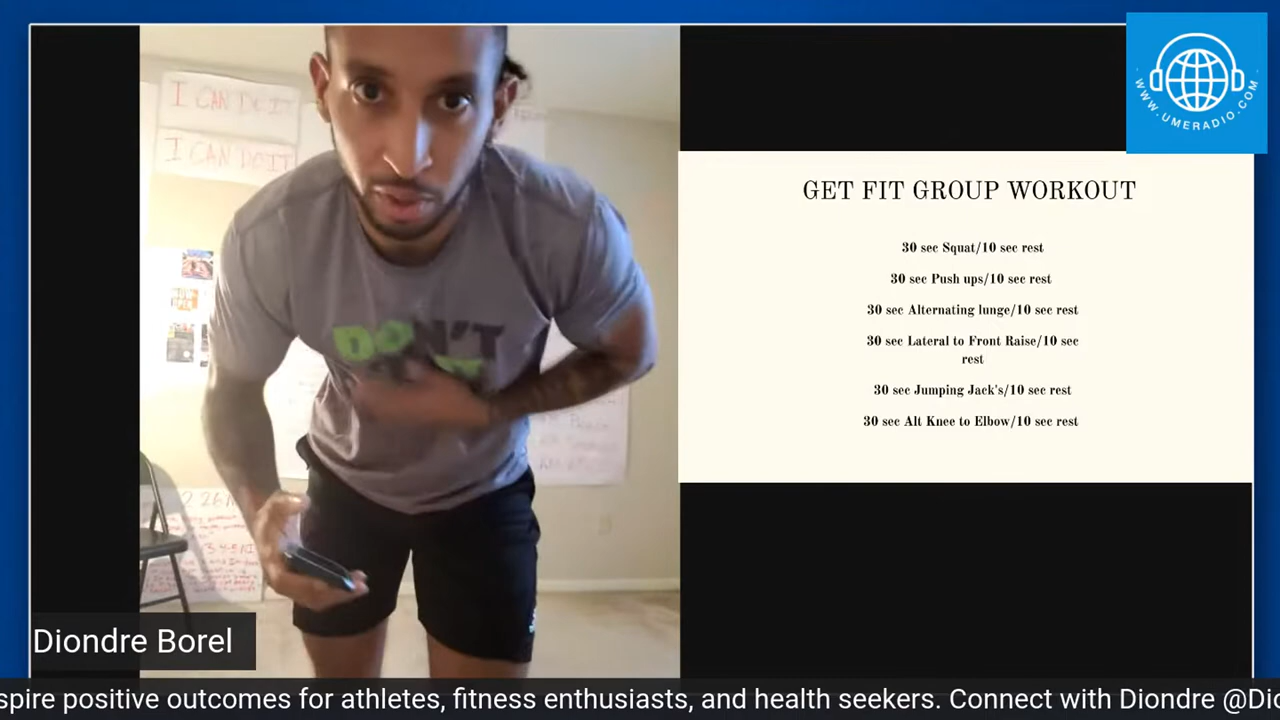 I CAN DO IT
I CAN DO IT
DON'T
WWW.UMERADIO.COM
GET FIT GROUP WORKOUT
30 sec Squat/10 sec rest
30 sec Push ups/10 sec rest
30 sec Alternating lunge/10 sec rest
30 sec Lateral to Front Raise/10 sec
rest
30 sec Jumping Jack's/10 sec rest
30 sec Alt Knee to Elbow/10 sec rest
Diondre Borel
spire positive outcomes for athletes, fitness enthusiasts, and health seekers. Connect with Diondre @Dio